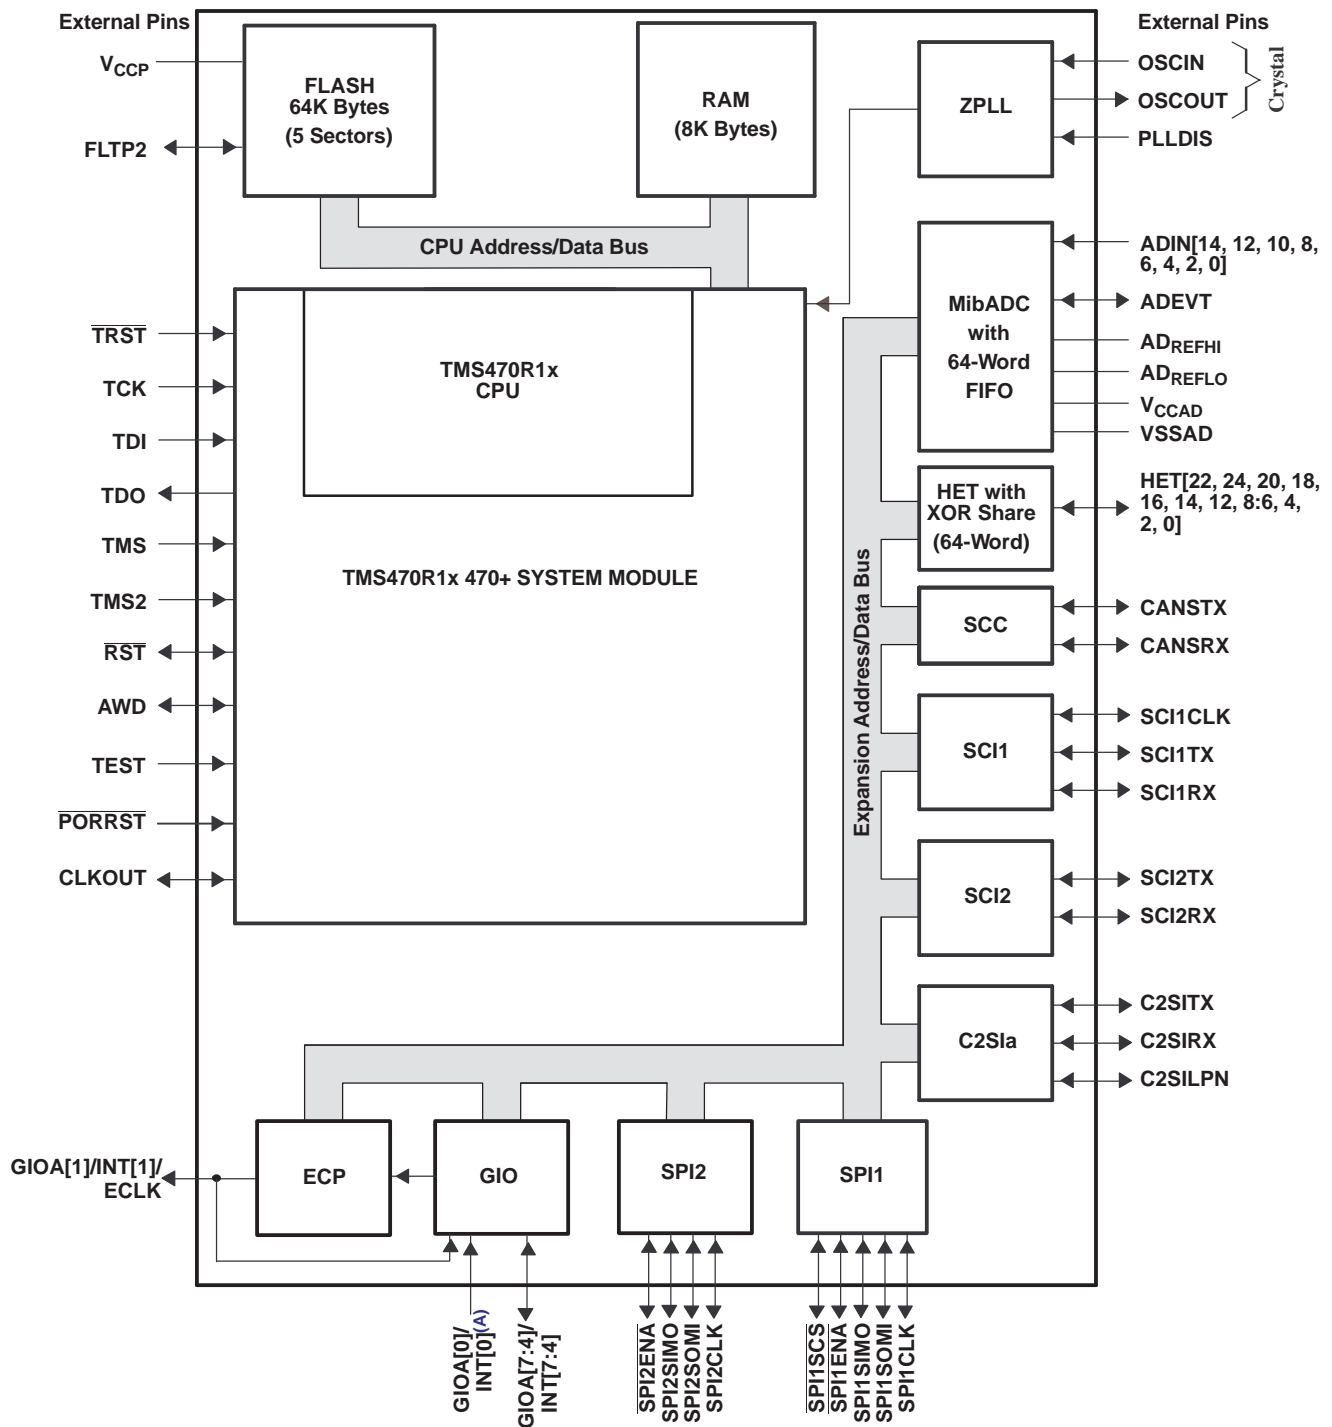 External Pins
V_CCP
FLTP2
FLASH
64K Bytes
(5 Sectors)
RAM
(8K Bytes)
ZPLL
External Pins
OSCIN
OSCOUT
Crystal
PLLDIS
CPU Address/Data Bus
TRST
TCK
TDI
TDO
TMS
TMS2
RST
AWD
TEST
PORRST
CLKOUT
TMS470R1x
CPU
TMS470R1x 470+ SYSTEM MODULE
Expansion Address/Data Bus
MibADC
with
64-Word
FIFO
ADIN[14, 12, 10, 8,
6, 4, 2, 0]
ADEVT
AD_REFHI
AD_REFLO
V_CCAD
VSSAD
HET with
XOR Share
(64-Word)
HET[22, 24, 20, 18,
16, 14, 12, 8:6, 4,
2, 0]
SCC
CANSTX
CANSRX
SCI1
SCI1CLK
SCI1TX
SCI1RX
SCI2
SCI2TX
SCI2RX
C2SIa
C2SITX
C2SIRX
C2SILPN
GIOA[1]/INT[1]/
ECLK
ECP
GIO
SPI2
SPI1
GIOA[0]/
INT[0](A)
GIOA[7:4]/
INT[7:4]
SPI2ENA
SPI2SIMO
SPI2SOMI
SPI2CLK
SPI1SCS
SPI1ENA
SPI1SIMO
SPI1SOMI
SPI1CLK